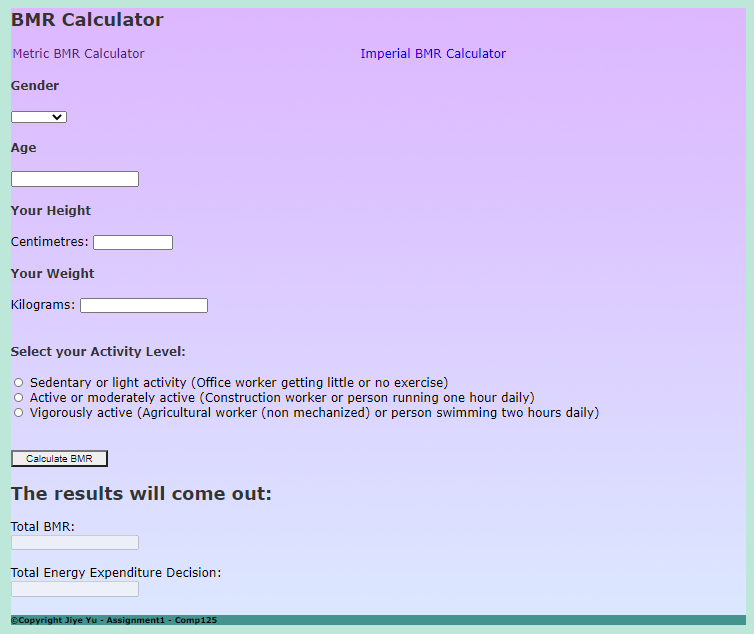 BMR Calculator
Metric BMR Calculator Imperial BMR Calculator
Gender
Age
Your Height
Centimetres:
Your Weight
Kilograms:
Select your Activity Level:
Sedentary or light activity (Office worker getting little or no exercise)
Active or moderately active (Construction worker or person running one hour daily)
Vigorously active (Agricultural worker (non mechanized) or person swimming two hours daily)
Calculate BMR
The results will come out:
Total BMR:
Total Energy Expenditure Decision:
©Copyright Jiye Yu - Assignment1 - Comp125